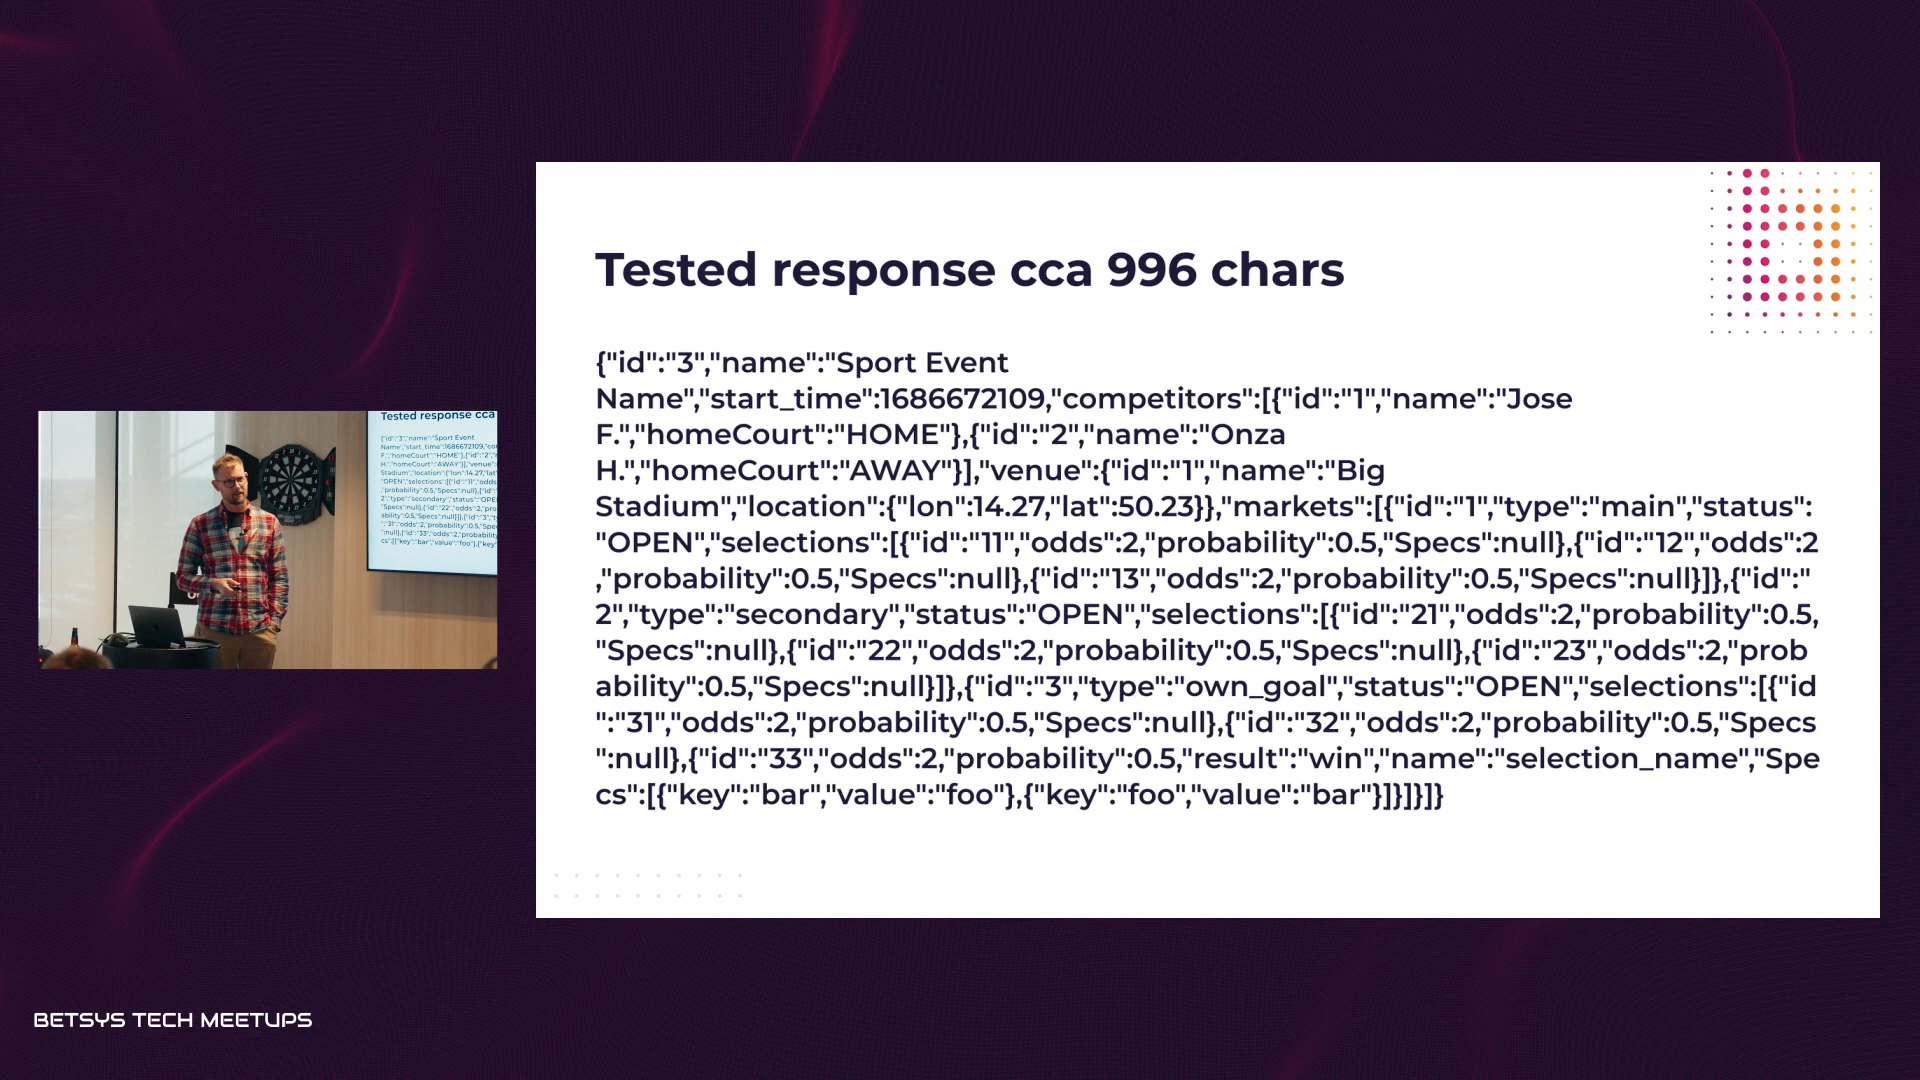 Tested response cca 996 chars
{"id":"3","name":"Sport Event
Name","start_time":1686672109,"competitors":[{"id":"1","name":"Jose
F.","homeCourt":"HOME"},{"id":"2","name":"Onza
H.","homeCourt":"AWAY"}],"venue":{"id":"1","name":"Big
Stadium","location":{"lon":14.27,"lat":50.23}},"markets":[{"id":"1","type":"main","status":
"OPEN","selections":[{"id":"11","odds":2,"probability":0.5,"Specs":null},{"id":"12","odds":2
,"probability":0.5,"Specs":null},{"id":"13","odds":2,"probability":0.5,"Specs":null}]},{"id":"
2","type":"secondary","status":"OPEN","selections":[{"id":"21","odds":2,"probability":0.5,
"Specs":null},{"id":"22","odds":2,"probability":0.5,"Specs":null},{"id":"23","odds":2,"prob
ability":0.5,"Specs":null}]},{"id":"3","type":"own_goal","status":"OPEN","selections":[{"id
":"31","odds":2,"probability":0.5,"Specs":null},{"id":"32","odds":2,"probability":0.5,"Specs
":null},{"id":"33","odds":2,"probability":0.5,"result":"win","name":"selection_name","Spe
cs":[{"key":"bar","value":"foo"},{"key":"foo","value":"bar"}]}]}]}
Tested response cca
BETSYS TECH MEETUPS